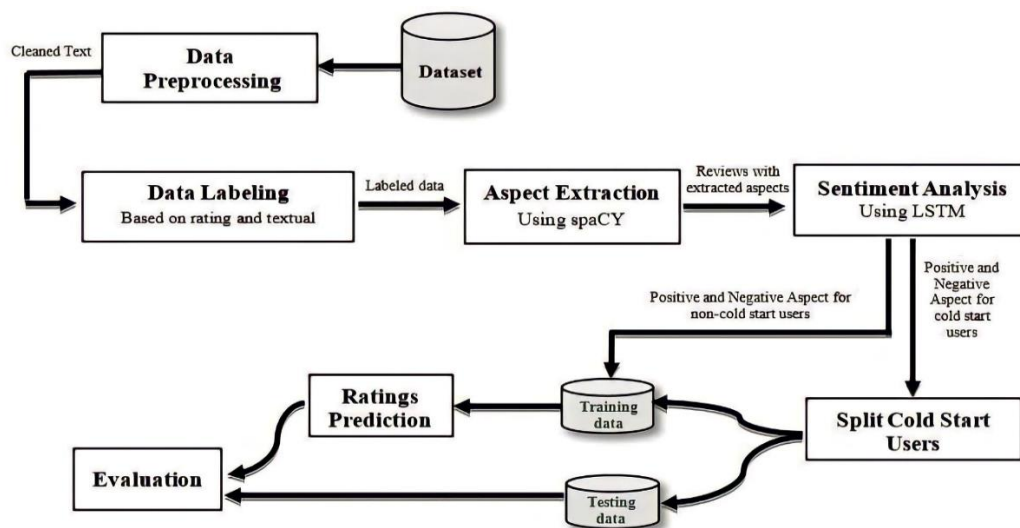 Cleaned Text
Data
Preprocessing
Dataset
Data Labeling
Based on rating and textual
Labeled data
Aspect Extraction
Using spaCY
Reviews with
extracted aspects
Sentiment Analysis
Using LSTM
Positive and Negative Aspect for
non-cold start users
Positive and
Negative
Aspect for
cold start
users
Ratings
Prediction
Training
data
Split Cold Start
Users
Evaluation
Testing
data